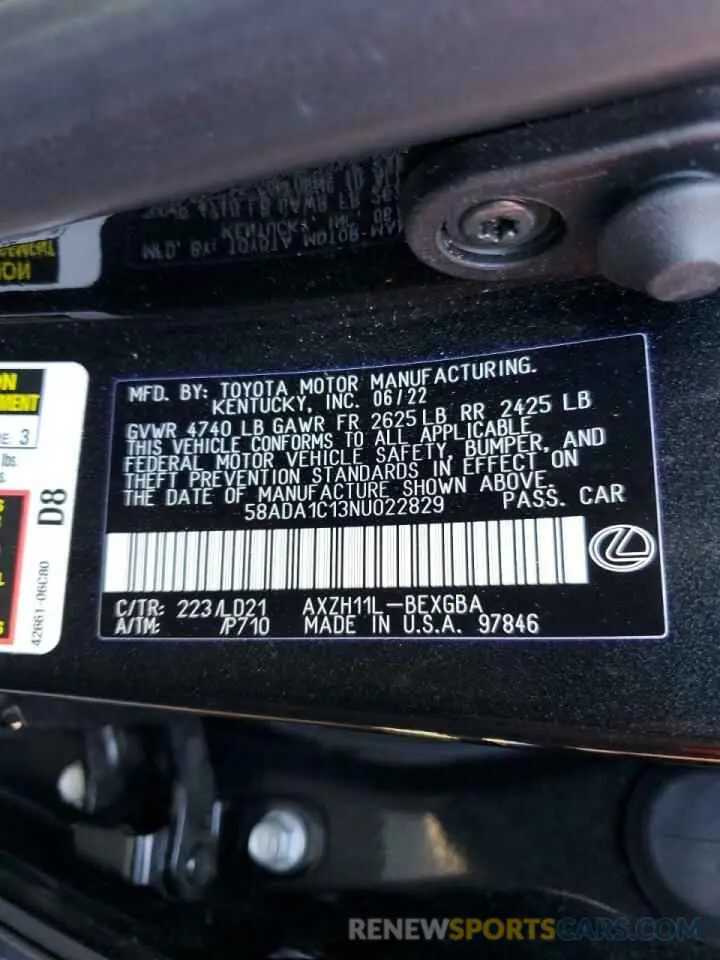 MFD. BY: TOYOTA MOTOR MANUFACTURING.
KENTUCKY, INC. 06/22
GVWR 4740 LB GAWR FR 2625 LB RR 2425 LB
THIS VEHICLE CONFORMS TO ALL APPLICABLE
FEDERAL MOTOR VEHICLE SAFETY, BUMPER, AND
THEFT PREVENTION STANDARDS IN EFFECT ON
THE DATE OF MANUFACTURE SHOWN ABOVE.
58ADA1C13NU022829 PASS. CAR
C/TR: 223/LD21 AXZH11L-BEXGBA
A/TM: /P710 MADE IN U.S.A. 97846
3
lbs.
D8
42661-06C80
RENEWSPORTSCARS.COM